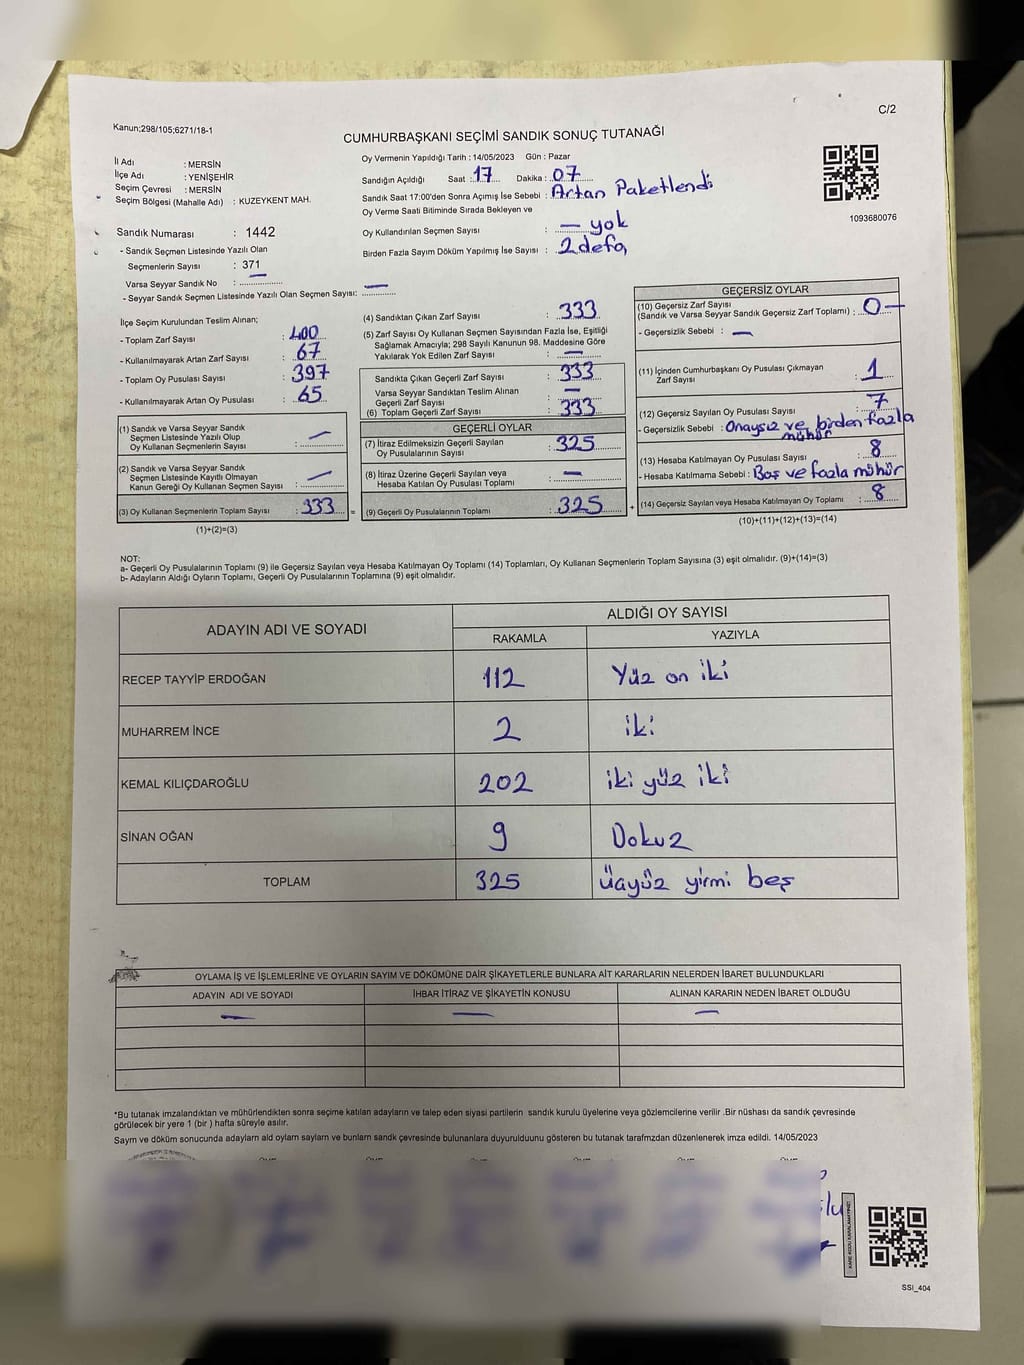 C/2
Kanun;298/105;6271/18-1
CUMHURBAŞKANI SEÇİMİ SANDIK SONUÇ TUTANAĞI
İl Adı : MERSİN
İlçe Adı : YENİŞEHİR
Seçim Çevresi : MERSİN
Seçim Bölgesi (Mahalle Adı) : KUZEYKENT MAH.
Sandık Numarası : 1442
- Sandık Seçmen Listesinde Yazılı Olan
Seçmenlerin Sayısı : 371
Varsa Seyyar Sandık No : —
- Seyyar Sandık Seçmen Listesinde Yazılı Olan Seçmen Sayısı: —
Oy Vermenin Yapıldığı Tarih : 14/05/2023 Gün : Pazar
Sandığın Açıldığı Saat : 17 Dakika : 07
Sandık Saat 17:00'den Sonra Açımış İse Sebebi : Artan Paketlendi
Oy Verme Saati Bitiminde Sırada Bekleyen ve
Oy Kullandırılan Seçmen Sayısı : — yok
Birden Fazla Sayım Döküm Yapılmış İse Sayısı : 2 defa
1093680076
İlçe Seçim Kurulundan Teslim Alınan;
- Toplam Zarf Sayısı : 400
- Kullanılmayarak Artan Zarf Sayısı : 67
- Toplam Oy Pusulası Sayısı : 397
- Kullanılmayarak Artan Oy Pusulası : 65
(1) Sandık ve Varsa Seyyar Sandık
Seçmen Listesinde Yazılı Olup
Oy Kullanan Seçmenlerin Sayısı : —
(2) Sandık ve Varsa Seyyar Sandık
Seçmen Listesinde Kayıtlı Olmayan
Kanun Gereği Oy Kullanan Seçmen Sayısı : —
(3) Oy Kullanan Seçmenlerin Toplam Sayısı : 333 =
(1)+(2)=(3)
(4) Sandıktan Çıkan Zarf Sayısı : 333
(5) Zarf Sayısı Oy Kullanan Seçmen Sayısından Fazla İse, Eşitliği
Sağlamak Amacıyla; 298 Sayılı Kanunun 98. Maddesine Göre
Yakılarak Yok Edilen Zarf Sayısı : —
Sandıkta Çıkan Geçerli Zarf Sayısı : 333
Varsa Seyyar Sandıktan Teslim Alınan
Geçerli Zarf Sayısı : —
(6) Toplam Geçerli Zarf Sayısı : 333
GEÇERLİ OYLAR
(7) İtiraz Edilmeksizin Geçerli Sayılan
Oy Pusulalarının Sayısı : 325
(8) İtiraz Üzerine Geçerli Sayılan veya
Hesaba Katılan Oy Pusulası Toplamı : —
(9) Geçerli Oy Pusulalarının Toplamı : 325 +
GEÇERSİZ OYLAR
(10) Geçersiz Zarf Sayısı
(Sandık ve Varsa Seyyar Sandık Geçersiz Zarf Toplamı) : 0 —
- Geçersizlik Sebebi : —
(11) İçinden Cumhurbaşkanı Oy Pusulası Çıkmayan
Zarf Sayısı : 1
(12) Geçersiz Sayılan Oy Pusulası Sayısı : 7
- Geçersizlik Sebebi : Onaysız ve birden fazla
mühür
(13) Hesaba Katılmayan Oy Pusulası Sayısı : 8
- Hesaba Katılmama Sebebi : Boş ve fazla mühür
(14) Geçersiz Sayılan veya Hesaba Katılmayan Oy Toplamı : 8
(10)+(11)+(12)+(13)=(14)
NOT:
a- Geçerli Oy Pusulalarının Toplamı (9) ile Geçersiz Sayılan veya Hesaba Katılmayan Oy Toplamı (14) Toplamları, Oy Kullanan Seçmenlerin Toplam Sayısına (3) eşit olmalıdır. (9)+(14)=(3)
b- Adayların Aldığı Oyların Toplamı, Geçerli Oy Pusulalarının Toplamına (9) eşit olmalıdır.
ADAYIN ADI VE SOYADI ALDIĞI OY SAYISI
RAKAMLA YAZIYLA
RECEP TAYYİP ERDOĞAN 112 Yüz on iki
MUHARREM İNCE 2 iki
KEMAL KILIÇDAROĞLU 202 iki yüz iki
SİNAN OĞAN 9 Dokuz
TOPLAM 325 üçyüz yirmi beş
OYLAMA İŞ VE İŞLEMLERİNE VE OYLARIN SAYIM VE DÖKÜMÜNE DAİR ŞİKAYETLERLE BUNLARA AİT KARARLARIN NELERDEN İBARET BULUNDUKLARI
ADAYIN ADI VE SOYADI İHBAR İTİRAZ VE ŞİKAYETİN KONUSU ALINAN KARARIN NEDEN İBARET OLDUĞU
— — —
*Bu tutanak imzalandıktan ve mühürlendikten sonra seçime katılan adayların ve talep eden siyasi partilerin sandık kurulu üyelerine veya gözlemcilerine verilir .Bir nüshası da sandık çevresinde
görülecek bir yere 1 (bir ) hafta süreyle asılır.
Sayım ve döküm sonucunda adayların ald oylam saylam ve bunlam sandk çevresinde bulunanlara duyurulduunu gösteren bu tutanak tarafmzdan düzenlenerek imza edildi. 14/05/2023
SSI_404